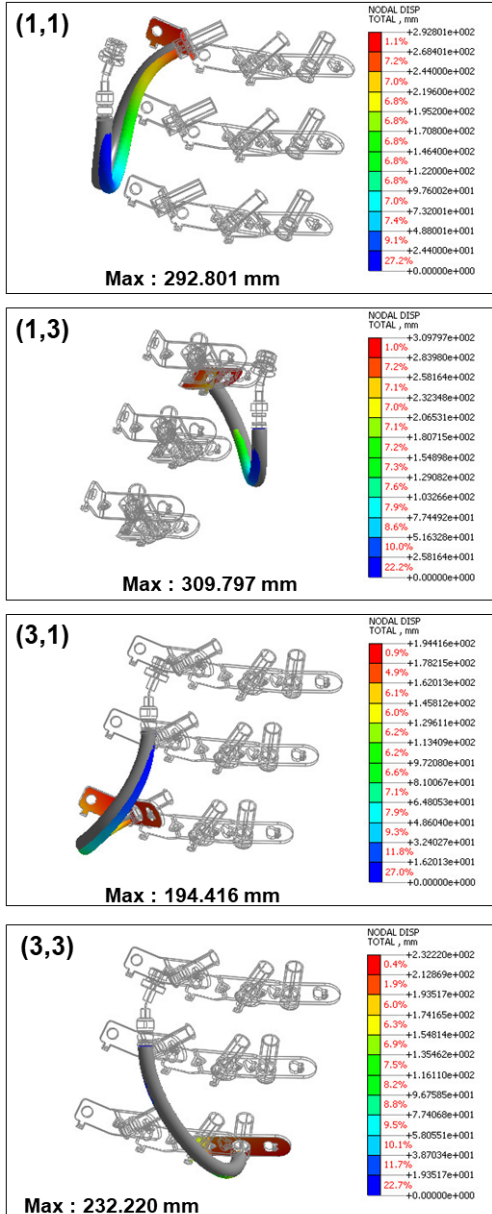 (1,1)
NODAL DISP
TOTAL , mm
+2.92801e+002
1.1%
+2.68401e+002
7.2%
+2.44000e+002
7.0%
+2.19600e+002
6.8%
+1.95200e+002
6.8%
+1.70800e+002
6.8%
+1.46400e+002
6.8%
+1.22000e+002
6.8%
+9.76002e+001
7.0%
+7.32001e+001
7.4%
+4.88001e+001
9.1%
+2.44000e+001
27.2%
+0.00000e+000
Max : 292.801 mm
(1,3)
NODAL DISP
TOTAL , mm
+3.09797e+002
1.0%
+2.83980e+002
7.2%
+2.58164e+002
7.1%
+2.32348e+002
7.0%
+2.06531e+002
7.1%
+1.80715e+002
7.2%
+1.54898e+002
7.3%
+1.29082e+002
7.6%
+1.03266e+002
7.9%
+7.74492e+001
8.6%
+5.16328e+001
10.0%
+2.58164e+001
22.2%
+0.00000e+000
Max : 309.797 mm
(3,1)
NODAL DISP
TOTAL , mm
+1.94416e+002
0.9%
+1.78215e+002
4.9%
+1.62013e+002
6.1%
+1.45812e+002
6.0%
+1.29611e+002
6.2%
+1.13409e+002
6.2%
+9.72080e+001
6.6%
+8.10067e+001
7.1%
+6.48053e+001
7.9%
+4.86040e+001
9.3%
+3.24027e+001
11.8%
+1.62013e+001
27.0%
+0.00000e+000
Max : 194.416 mm
(3,3)
NODAL DISP
TOTAL , mm
+2.32220e+002
0.4%
+2.12869e+002
1.9%
+1.93517e+002
6.0%
+1.74165e+002
6.3%
+1.54814e+002
6.9%
+1.35462e+002
7.5%
+1.16110e+002
8.2%
+9.67585e+001
8.8%
+7.74068e+001
9.5%
+5.80551e+001
10.1%
+3.87034e+001
11.7%
+1.93517e+001
22.7%
+0.00000e+000
Max : 232.220 mm